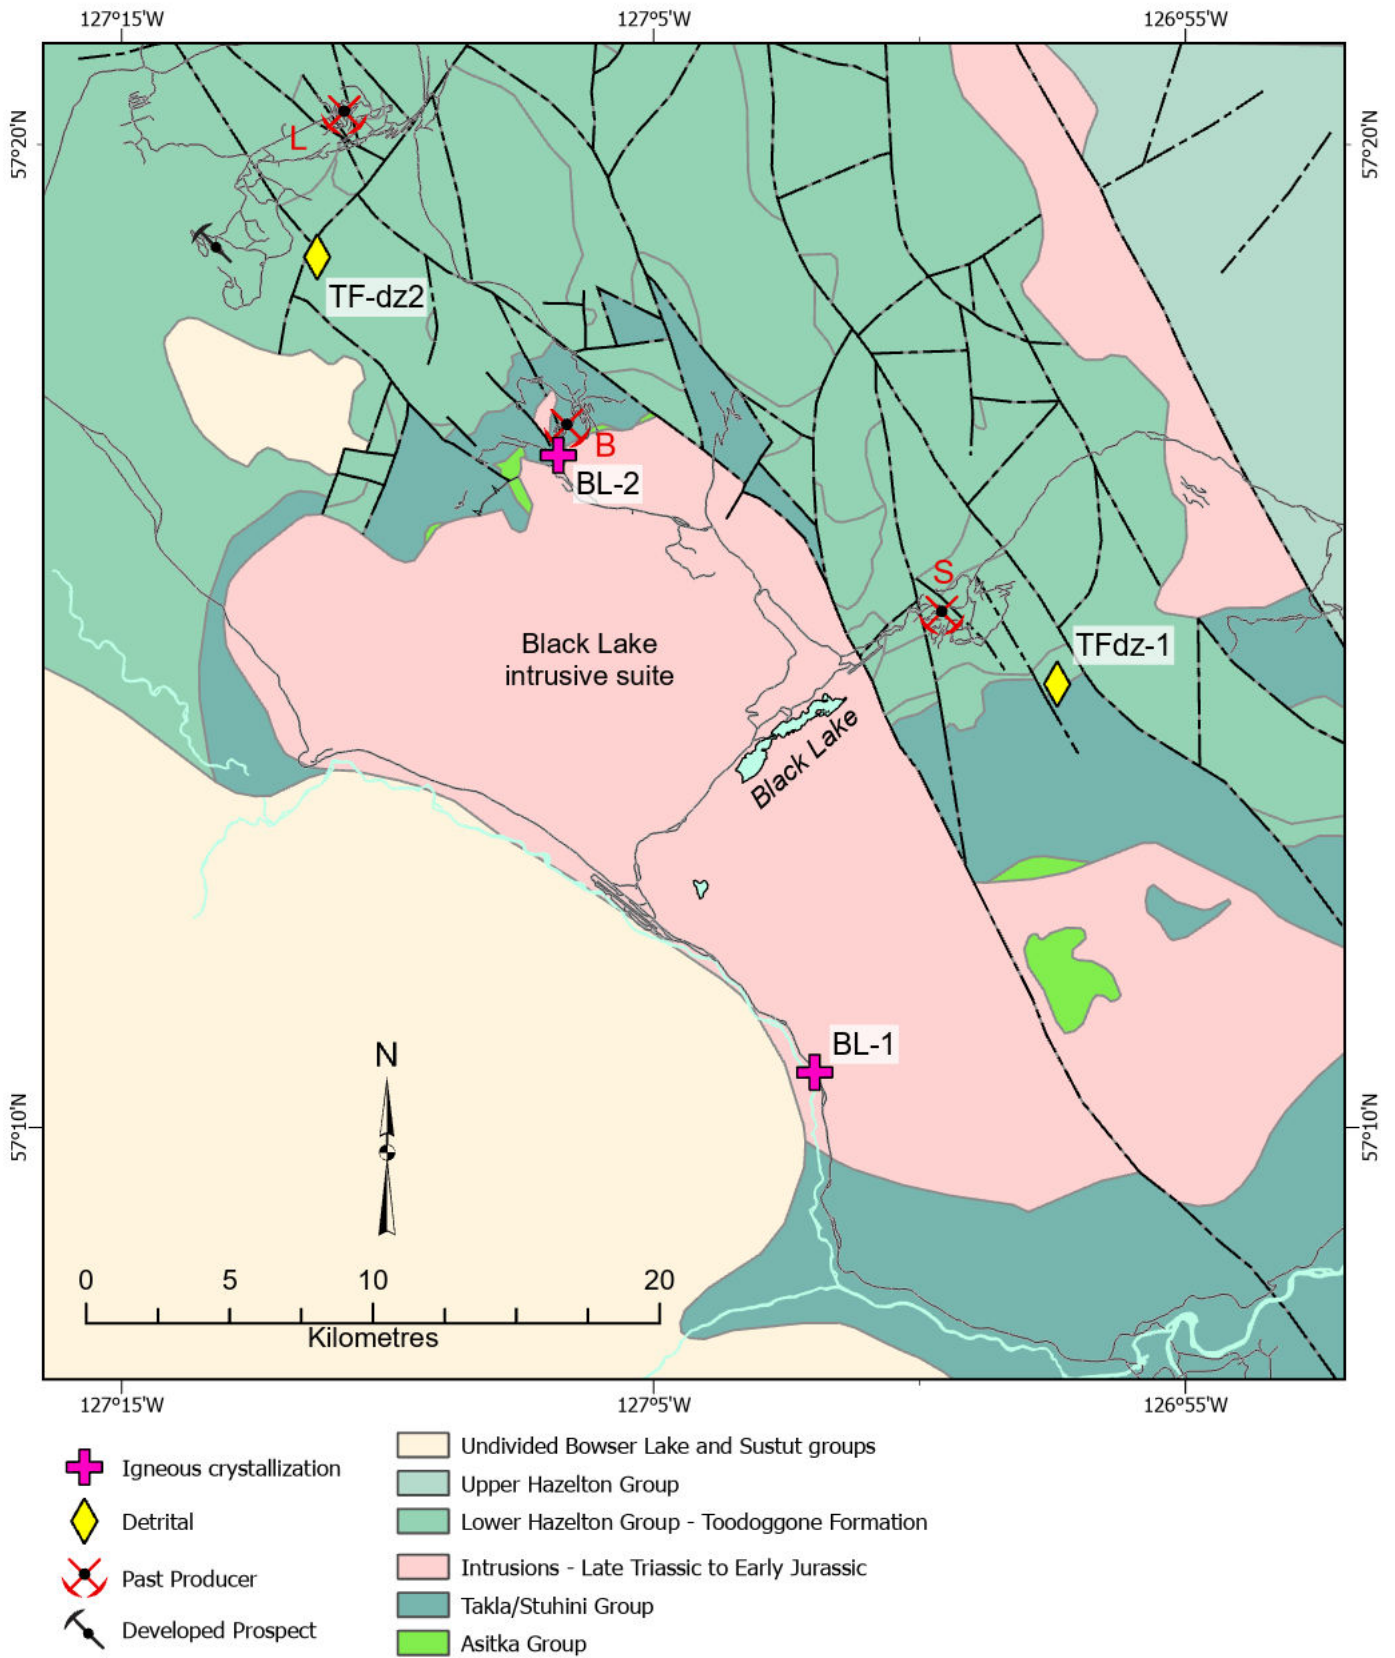 127°15'W 127°5'W 126°55'W
57°20'N 57°20'N
L
TF-dz2
B
BL-2
S
Black Lake
intrusive suite
TFdz-1
Black Lake
BL-1
N
57°10'N 57°10'N
0 5 10 20
Kilometres
127°15'W 127°5'W 126°55'W
Igneous crystallization
Detrital
Past Producer
Developed Prospect
Undivided Bowser Lake and Sustut groups
Upper Hazelton Group
Lower Hazelton Group - Toodoggone Formation
Intrusions - Late Triassic to Early Jurassic
Takla/Stuhini Group
Asitka Group